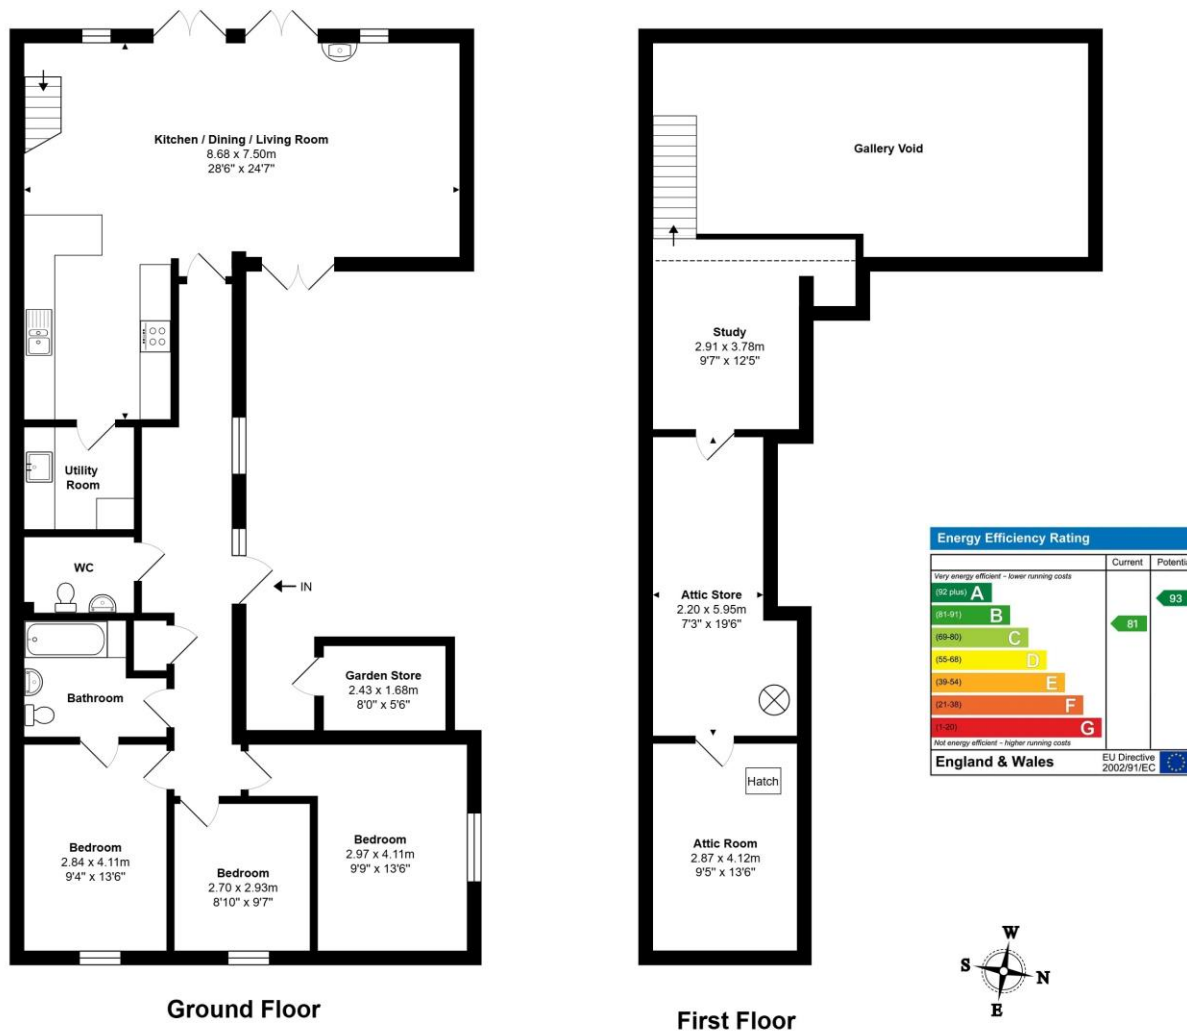 Kitchen / Dining / Living Room
8.68 x 7.50m
28'6" x 24'7"
Utility
Room
WC
IN
Bathroom
Garden Store
2.43 x 1.68m
8'0" x 5'6"
Bedroom
2.84 x 4.11m
9'4" x 13'6"
Bedroom
2.70 x 2.93m
8'10" x 9'7"
Bedroom
2.97 x 4.11m
9'9" x 13'6"
Ground Floor
Gallery Void
Study
2.91 x 3.78m
9'7" x 12'5"
Attic Store
2.20 x 5.95m
7'3" x 19'6"
Hatch
Attic Room
2.87 x 4.12m
9'5" x 13'6"
First Floor
Energy Efficiency Rating
Current Potentia
Very energy efficient - lower running costs
(92 plus) A
(81-91) B
(69-80) C
(55-68) D
(39-54) E
(21-38) F
(1-20) G
81
93
Not energy efficient - higher running costs
England & Wales
EU Directive
2002/91/EC
W
S
N
E